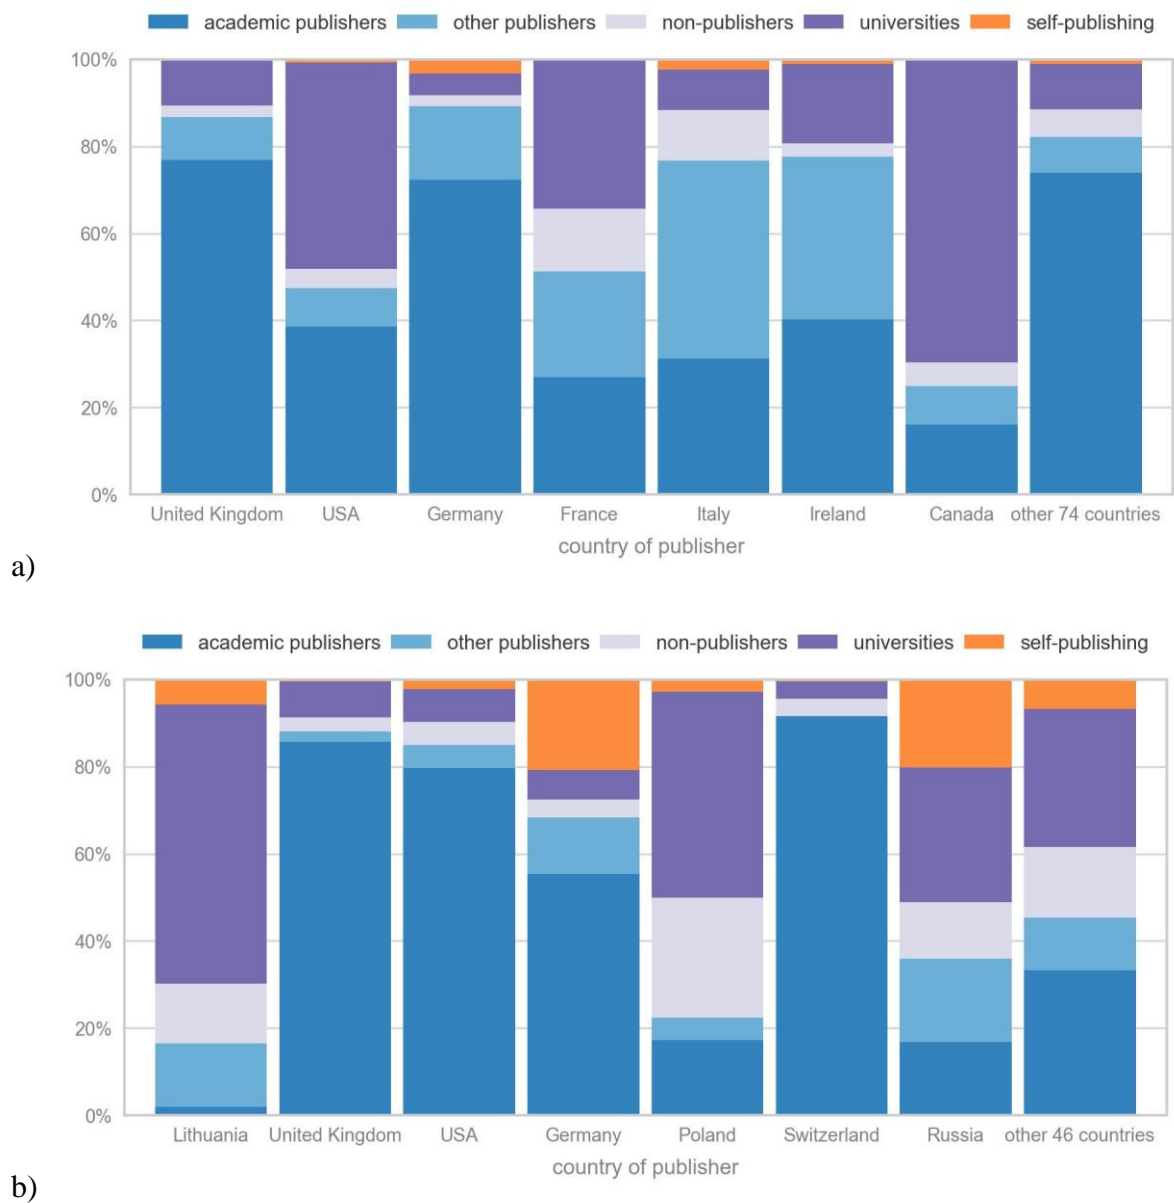 academic publishers other publishers non-publishers universities self-publishing
100%
80%
60%
40%
20%
0%
United Kingdom USA Germany France Italy Ireland Canada other 74 countries
country of publisher
a)
academic publishers other publishers non-publishers universities self-publishing
100%
80%
60%
40%
20%
0%
Lithuania United Kingdom USA Germany Poland Switzerland Russia other 46 countries
country of publisher
b)